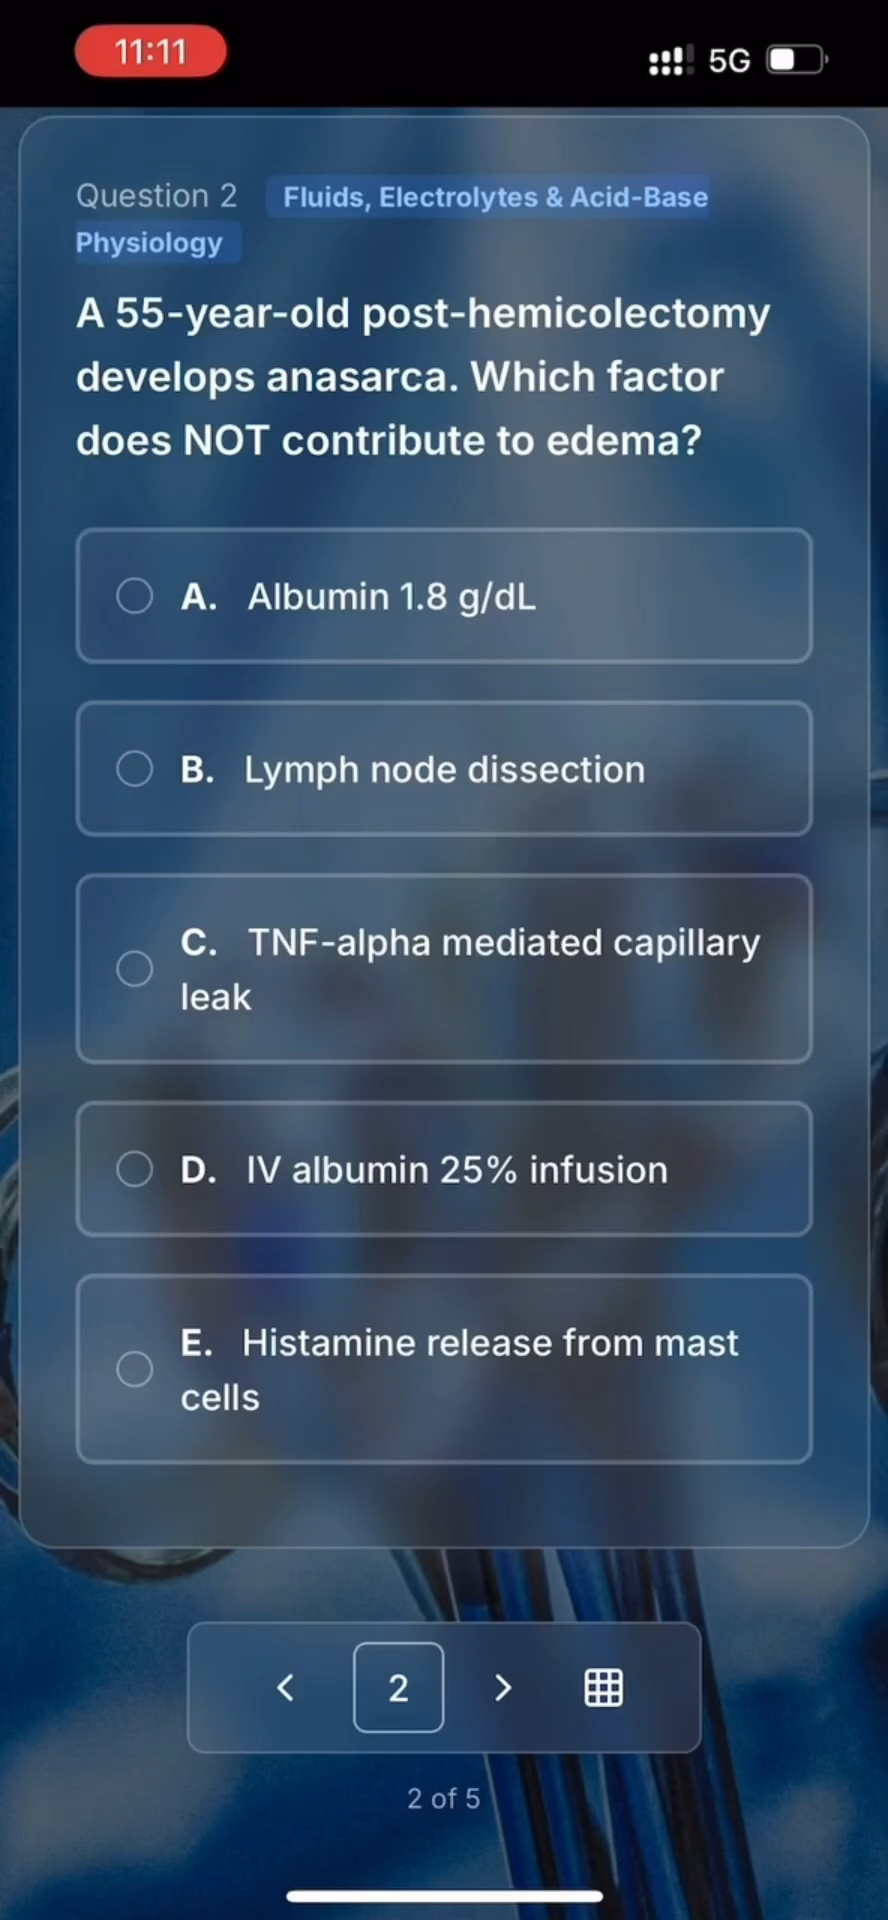 11:11
5G
Question 2 Fluids, Electrolytes & Acid-Base
Physiology
A 55-year-old post-hemicolectomy
develops anasarca. Which factor
does NOT contribute to edema?
A. Albumin 1.8 g/dL
B. Lymph node dissection
C. TNF-alpha mediated capillary
leak
D. IV albumin 25% infusion
E. Histamine release from mast
cells
2
2 of 5